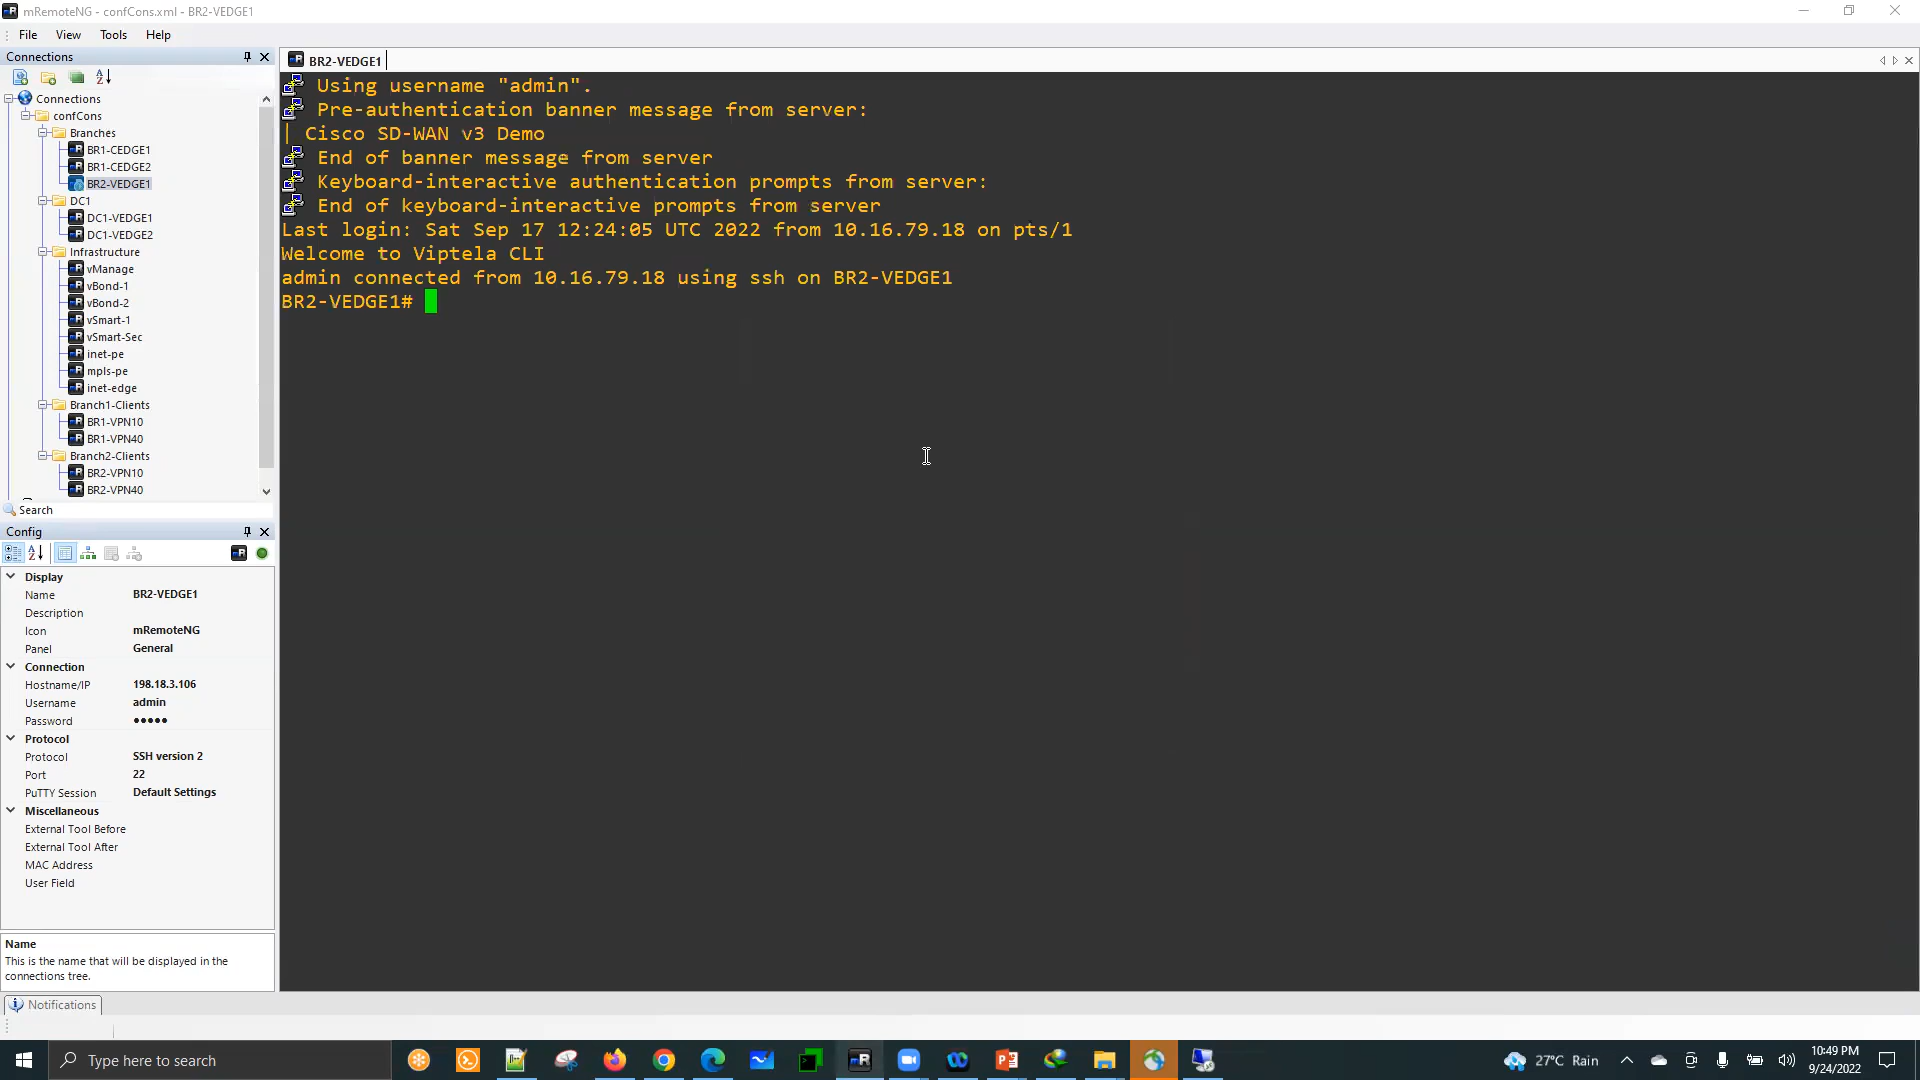 mRemoteNG - confCons.xml - BR2-VEDGE1
File View Tools Help
Connections
BR2-VEDGE1
Connections
confCons
Branches
BR1-CEDGE1
BR1-CEDGE2
BR2-VEDGE1
DC1
DC1-VEDGE1
DC1-VEDGE2
Infrastructure
vManage
vBond-1
vBond-2
vSmart-1
vSmart-Sec
inet-pe
mpls-pe
inet-edge
Branch1-Clients
BR1-VPN10
BR1-VPN40
Branch2-Clients
BR2-VPN10
BR2-VPN40
Search
Config
Display
Name BR2-VEDGE1
Description
Icon mRemoteNG
Panel General
Connection
Hostname/IP 198.18.3.106
Username admin
Password •••••
Protocol
Protocol SSH version 2
Port 22
PuTTY Session Default Settings
Miscellaneous
External Tool Before
External Tool After
MAC Address
User Field
Name
This is the name that will be displayed in the
connections tree.
Notifications
Using username "admin".
Pre-authentication banner message from server:
| Cisco SD-WAN v3 Demo
End of banner message from server
Keyboard-interactive authentication prompts from server:
End of keyboard-interactive prompts from server
Last login: Sat Sep 17 12:24:05 UTC 2022 from 10.16.79.18 on pts/1
Welcome to Viptela CLI
admin connected from 10.16.79.18 using ssh on BR2-VEDGE1
BR2-VEDGE1#
Type here to search
27°C Rain
10:49 PM
9/24/2022